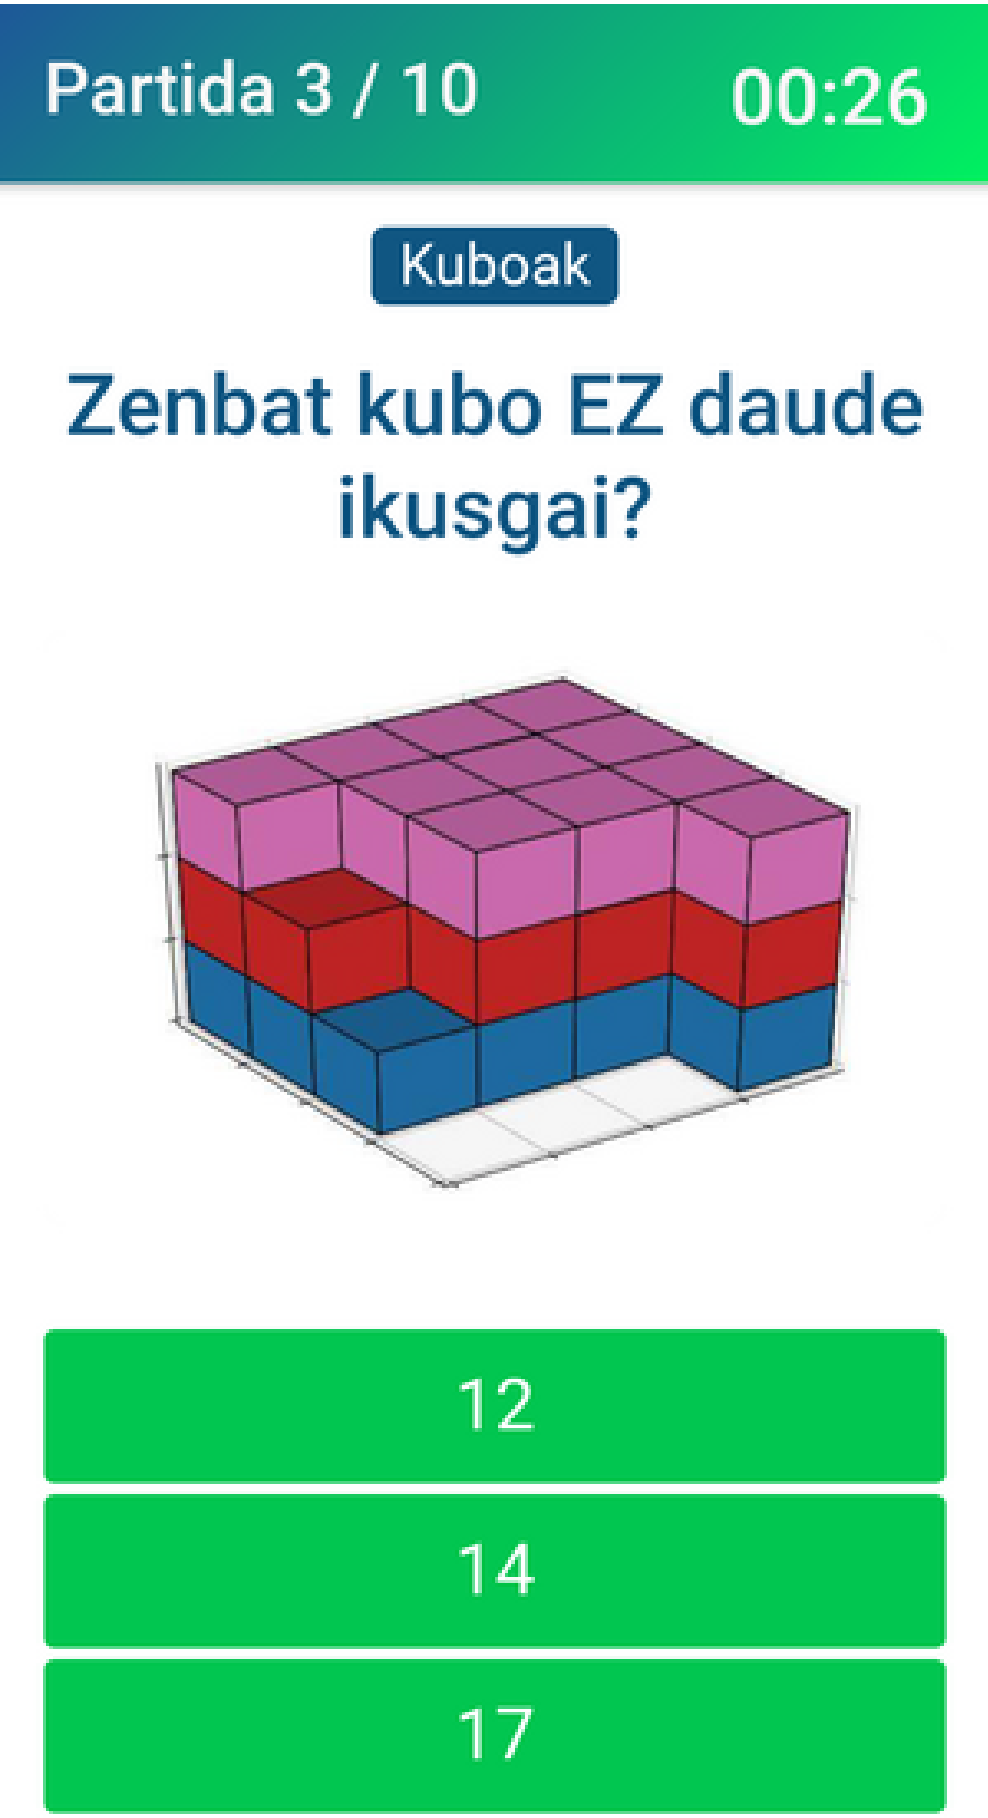 Partida 3 / 10
00:26
Kuboak
Zenbat kubo EZ daude
ikusgai?
12
14
17